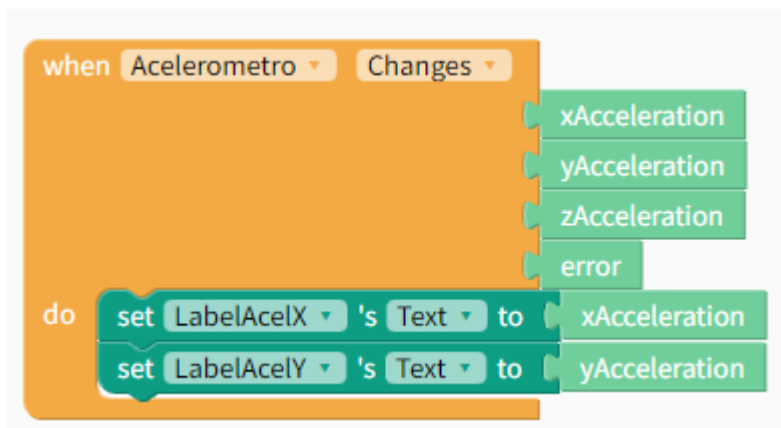 when Acelerometro Changes
xAcceleration
yAcceleration
zAcceleration
error
do set LabelAcelX 's Text to xAcceleration
set LabelAcelY 's Text to yAcceleration